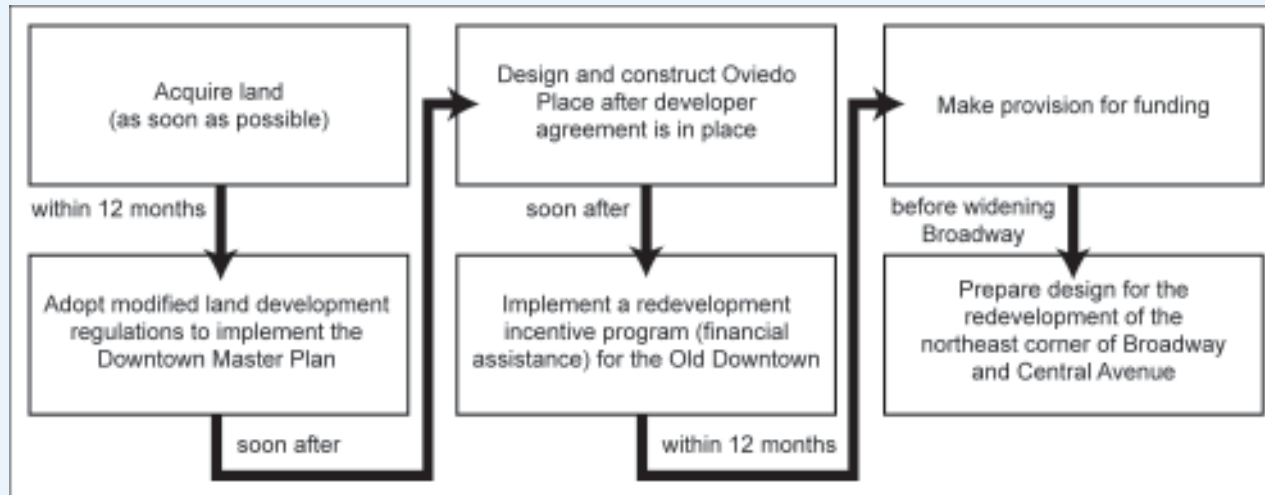 Acquire land
(as soon as possible)
within 12 months
Adopt modified land development
regulations to implement the
Downtown Master Plan
soon after
Design and construct Oviedo
Place after developer
agreement is in place
soon after
Implement a redevelopment
incentive program (financial
assistance) for the Old Downtown
within 12 months
Make provision for funding
before widening
Broadway
Prepare design for the
redevelopment of the
northeast corner of Broadway
and Central Avenue